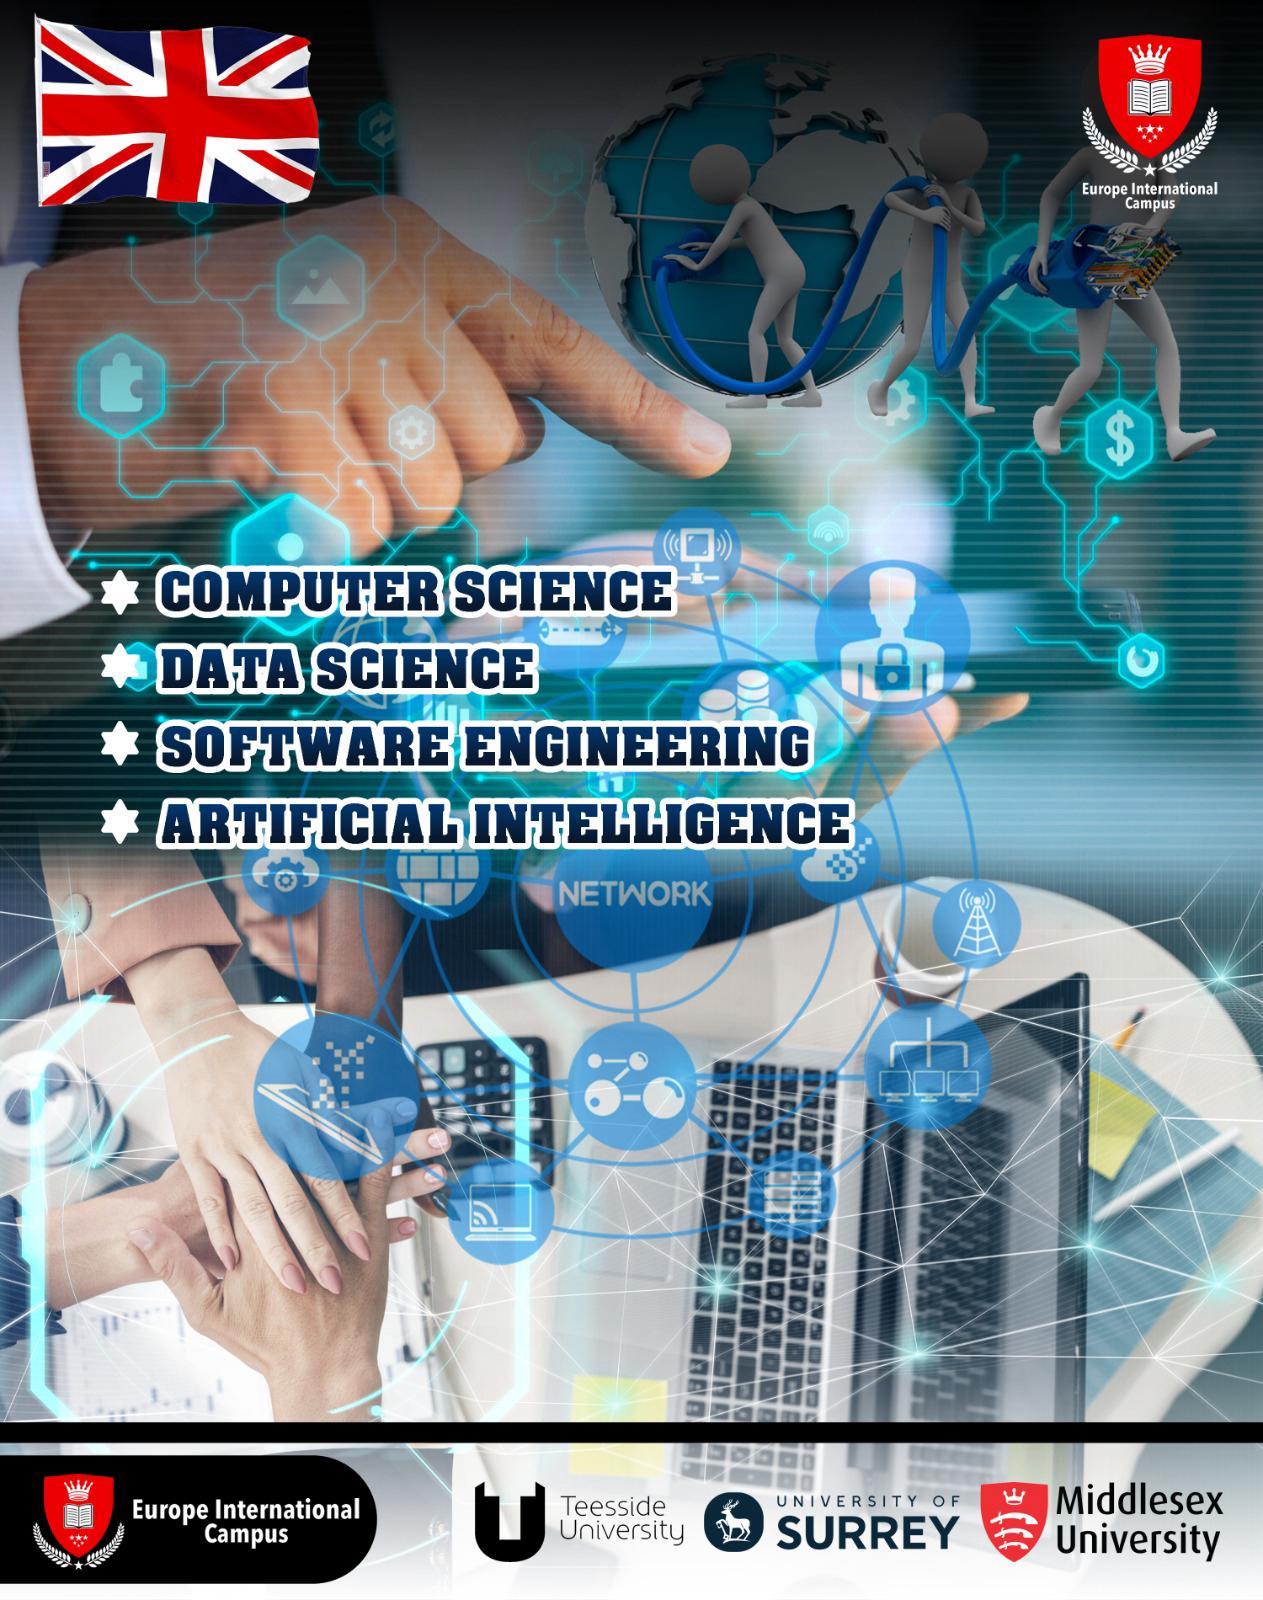 Europe International
Campus
COMPUTER SCIENCE
DATA SCIENCE
SOFTWARE ENGINEERING
ARTIFICIAL INTELLIGENCE
NETWORK
Europe International
Campus
Teesside
University
UNIVERSITY OF
SURREY
Middlesex
University